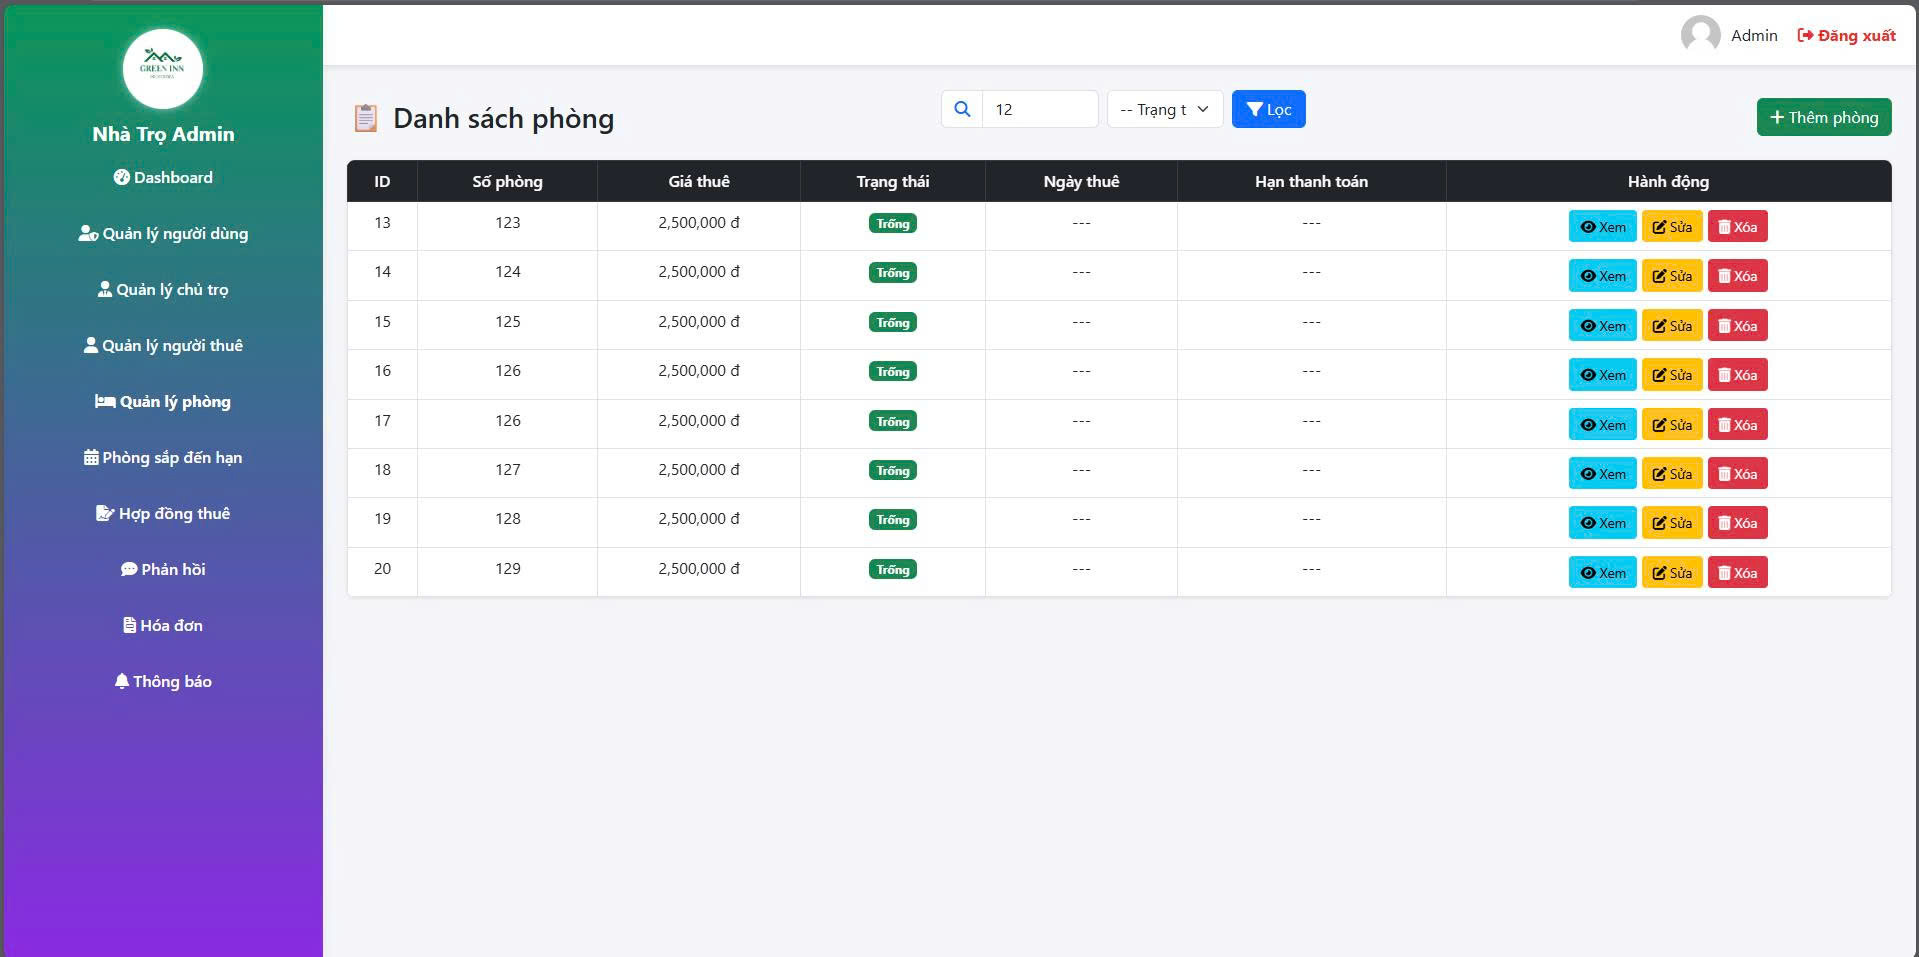 GREEN INN
Nhà Trọ Admin
Dashboard
Quản lý người dùng
Quản lý chủ trọ
Quản lý người thuê
Quản lý phòng
Phòng sắp đến hạn
Hợp đồng thuê
Phản hồi
Hóa đơn
Thông báo
Admin Đăng xuất
Danh sách phòng 12 -- Trạng t Lọc + Thêm phòng
ID Số phòng Giá thuê Trạng thái Ngày thuê Hạn thanh toán Hành động
13 123 2,500,000 đ Trống --- --- Xem Sửa Xóa
14 124 2,500,000 đ Trống --- --- Xem Sửa Xóa
15 125 2,500,000 đ Trống --- --- Xem Sửa Xóa
16 126 2,500,000 đ Trống --- --- Xem Sửa Xóa
17 126 2,500,000 đ Trống --- --- Xem Sửa Xóa
18 127 2,500,000 đ Trống --- --- Xem Sửa Xóa
19 128 2,500,000 đ Trống --- --- Xem Sửa Xóa
20 129 2,500,000 đ Trống --- --- Xem Sửa Xóa